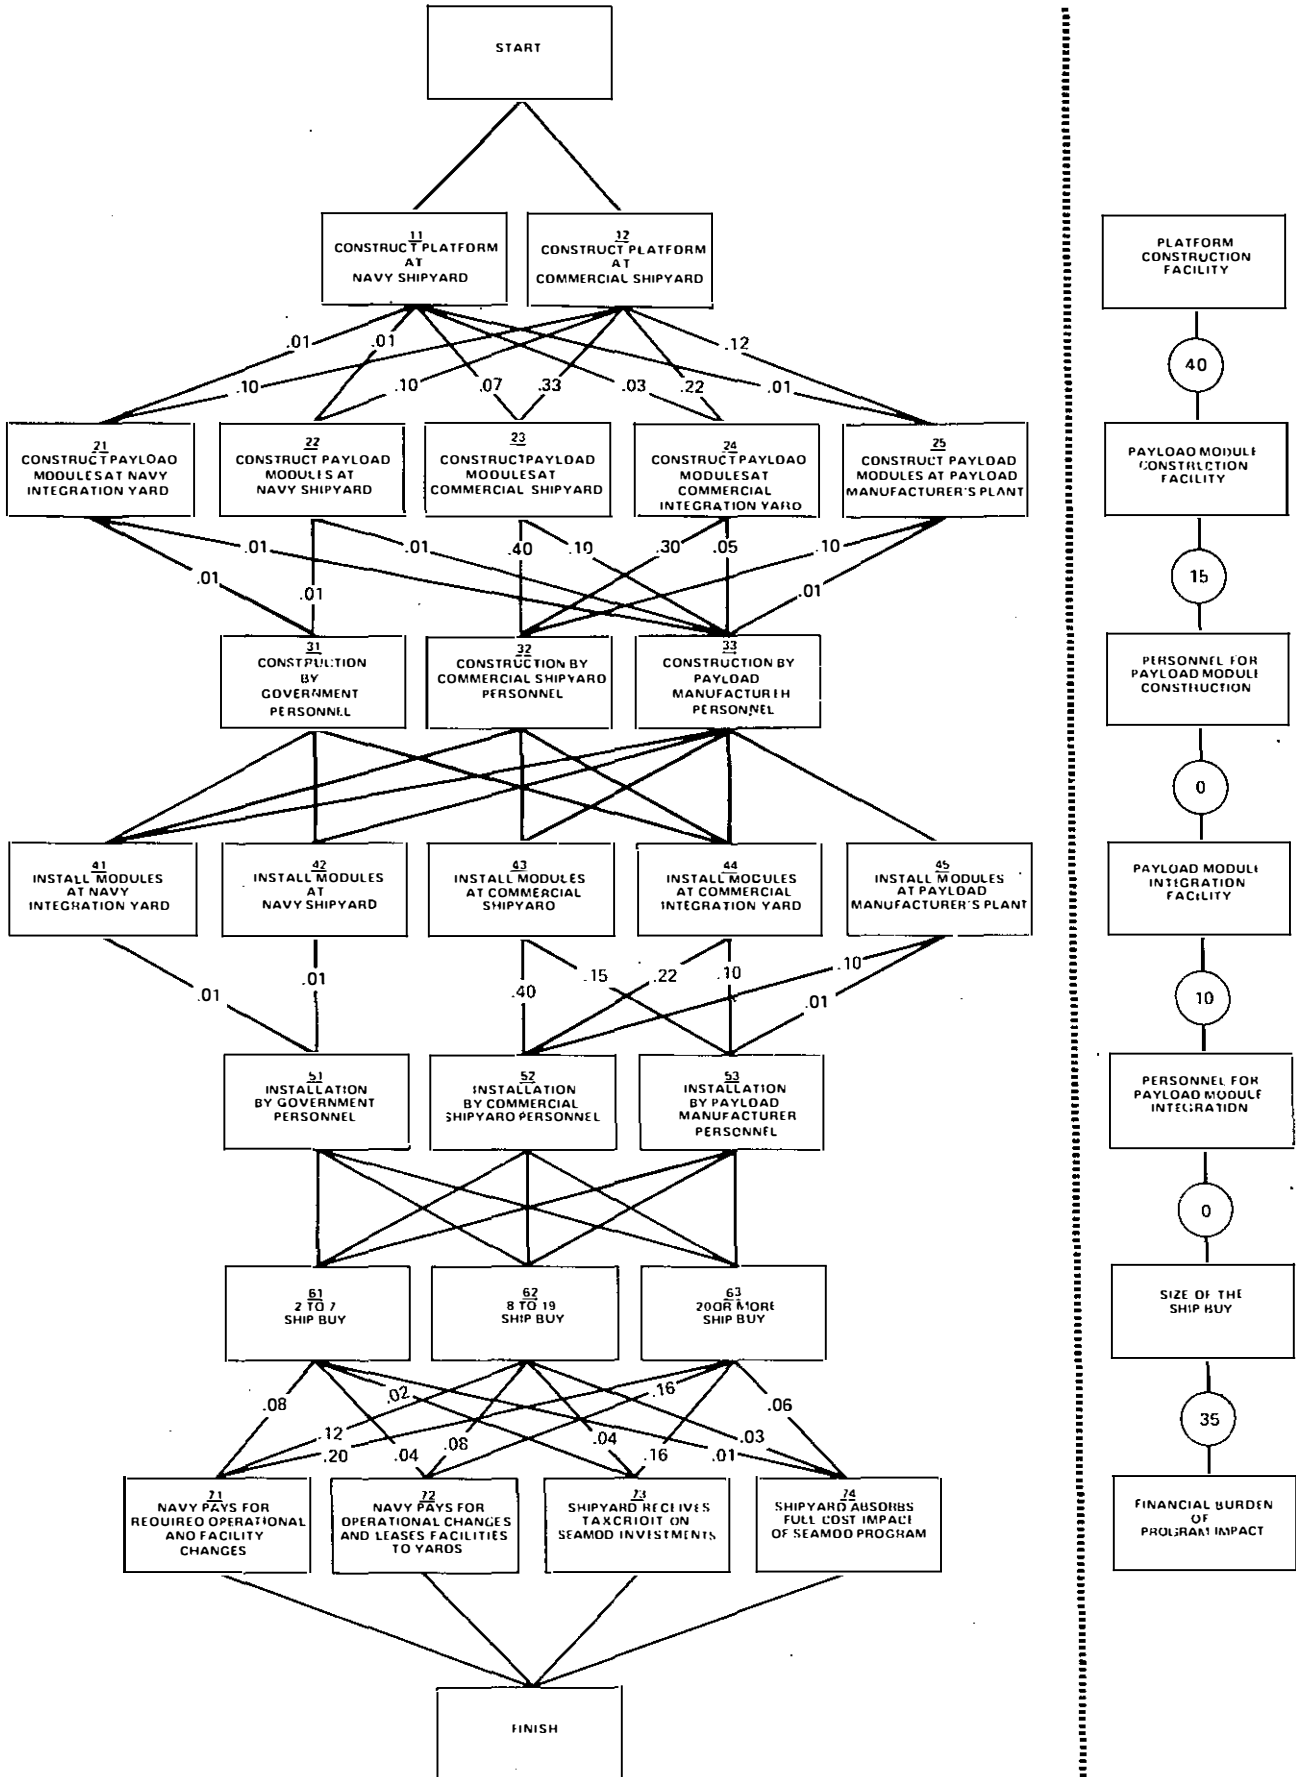 START
11
CONSTRUCT PLATFORM
AT
NAVY SHIPYARD
12
CONSTRUCT PLATFORM
AT
COMMERCIAL SHIPYARD
PLATFORM
CONSTRUCTION
FACILITY
.01
.01
.12
.10
.10
.07
.33
.03
.22
.01
40
21
CONSTRUCT PAYLOAD
MODULES AT NAVY
INTEGRATION YARD
22
CONSTRUCT PAYLOAD
MODULES AT
NAVY SHIPYARD
23
CONSTRUCT PAYLOAD
MODULES AT
COMMERCIAL SHIPYARD
24
CONSTRUCT PAYLOAD
MODULES AT
COMMERCIAL
INTEGRATION YARD
25
CONSTRUCT PAYLOAD
MODULES AT PAYLOAD
MANUFACTURER'S PLANT
PAYLOAD MODULE
CONSTRUCTION
FACILITY
.01
.01
.40
.10
.30
.05
.10
.01
.01
.01
15
31
CONSTRUCTION
BY
GOVERNMENT
PERSONNEL
32
CONSTRUCTION BY
COMMERCIAL SHIPYARD
PERSONNEL
33
CONSTRUCTION BY
PAYLOAD
MANUFACTURER
PERSONNEL
PERSONNEL FOR
PAYLOAD MODULE
CONSTRUCTION
0
41
INSTALL MODULES
AT NAVY
INTEGRATION YARD
42
INSTALL MODULES
AT
NAVY SHIPYARD
43
INSTALL MODULES
AT COMMERCIAL
SHIPYARD
44
INSTALL MODULES
AT COMMERCIAL
INTEGRATION YARD
45
INSTALL MODULES
AT PAYLOAD
MANUFACTURER'S PLANT
PAYLOAD MODULE
INTEGRATION
FACILITY
.01
.01
.40
.15
.22
.10
.10
.01
10
51
INSTALLATION
BY GOVERNMENT
PERSONNEL
52
INSTALLATION
BY COMMERCIAL
SHIPYARD PERSONNEL
53
INSTALLATION
BY PAYLOAD
MANUFACTURER
PERSONNEL
PERSONNEL FOR
PAYLOAD MODULE
INTEGRATION
0
61
2 TO 7
SHIP BUY
62
8 TO 19
SHIP BUY
63
20 OR MORE
SHIP BUY
SIZE OF THE
SHIP BUY
.08
.02
.16
.06
.12
.20
.04
.08
.04
.16
.03
.01
35
71
NAVY PAYS FOR
REQUIRED OPERATIONAL
AND FACILITY
CHANGES
72
NAVY PAYS FOR
OPERATIONAL CHANGES
AND LEASES FACILITIES
TO YARDS
73
SHIPYARD RECEIVES
TAXCRIOIT ON
SEAMOD INVESTMENTS
74
SHIPYARD ABSORBS
FULL COST IMPACT
OF SEAMOD PROGRAM
FINANCIAL BURDEN
OF
PROGRAM IMPACT
FINISH